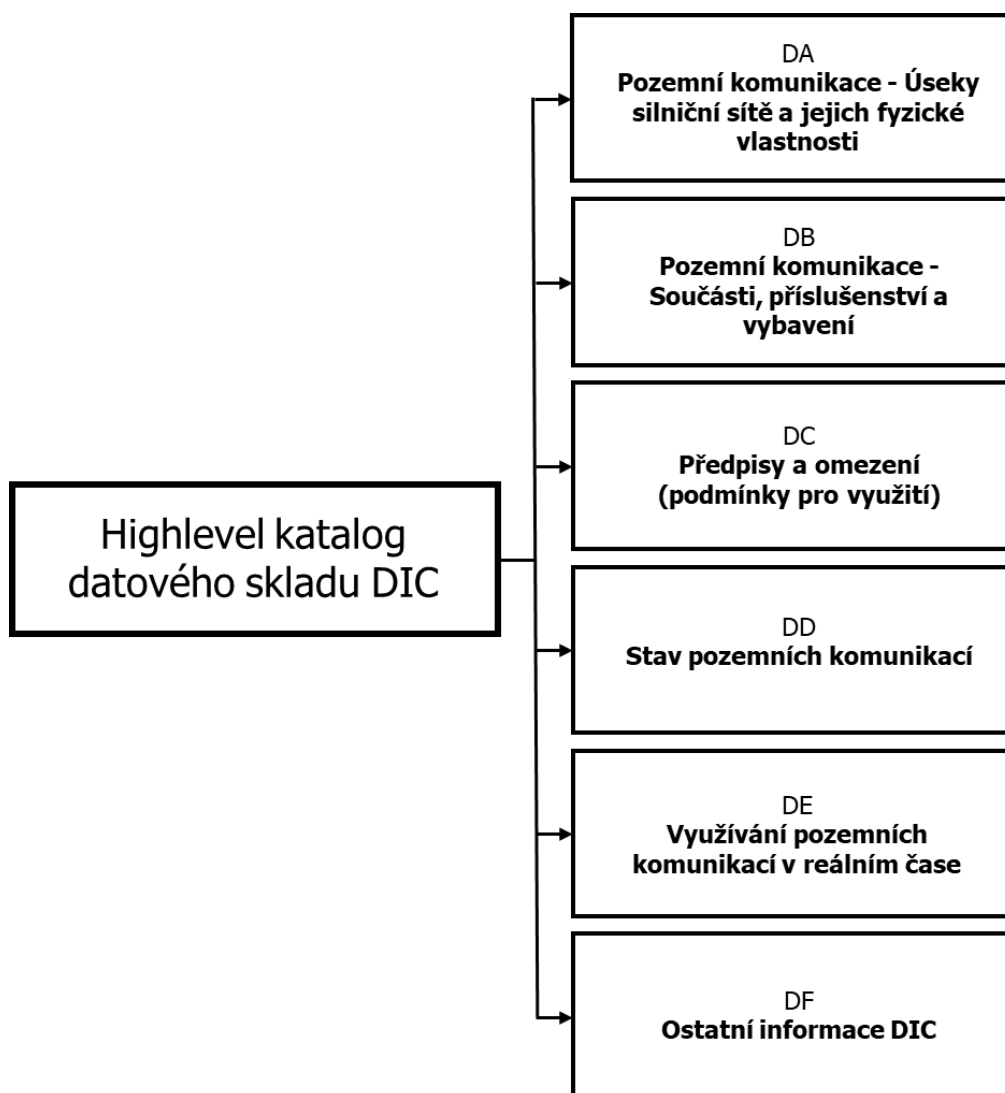 DA
Pozemní komunikace - Úseky
silniční sítě a jejich fyzické
vlastnosti
DB
Pozemní komunikace -
Součásti, příslušenství a
vybavení
DC
Předpisy a omezení
(podmínky pro využití)
Highlevel katalog
datového skladu DIC
DD
Stav pozemních komunikací
DE
Využívání pozemních
komunikací v reálním čase
DF
Ostatní informace DIC